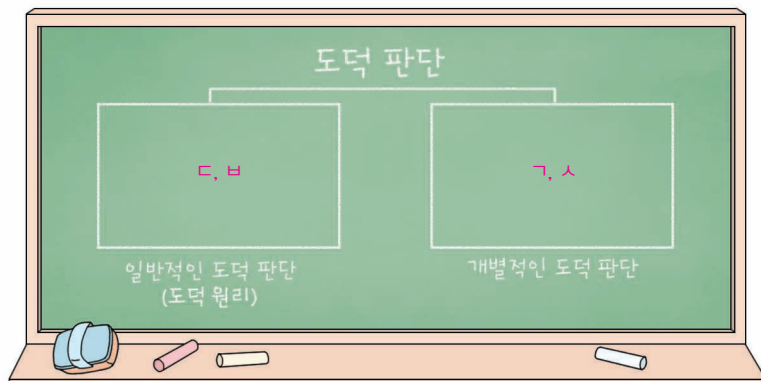 도덕 판단
ㄷ, ㅂ
ㄱ, ㅅ
일반적인 도덕 판단
(도덕 원리)
개별적인 도덕 판단